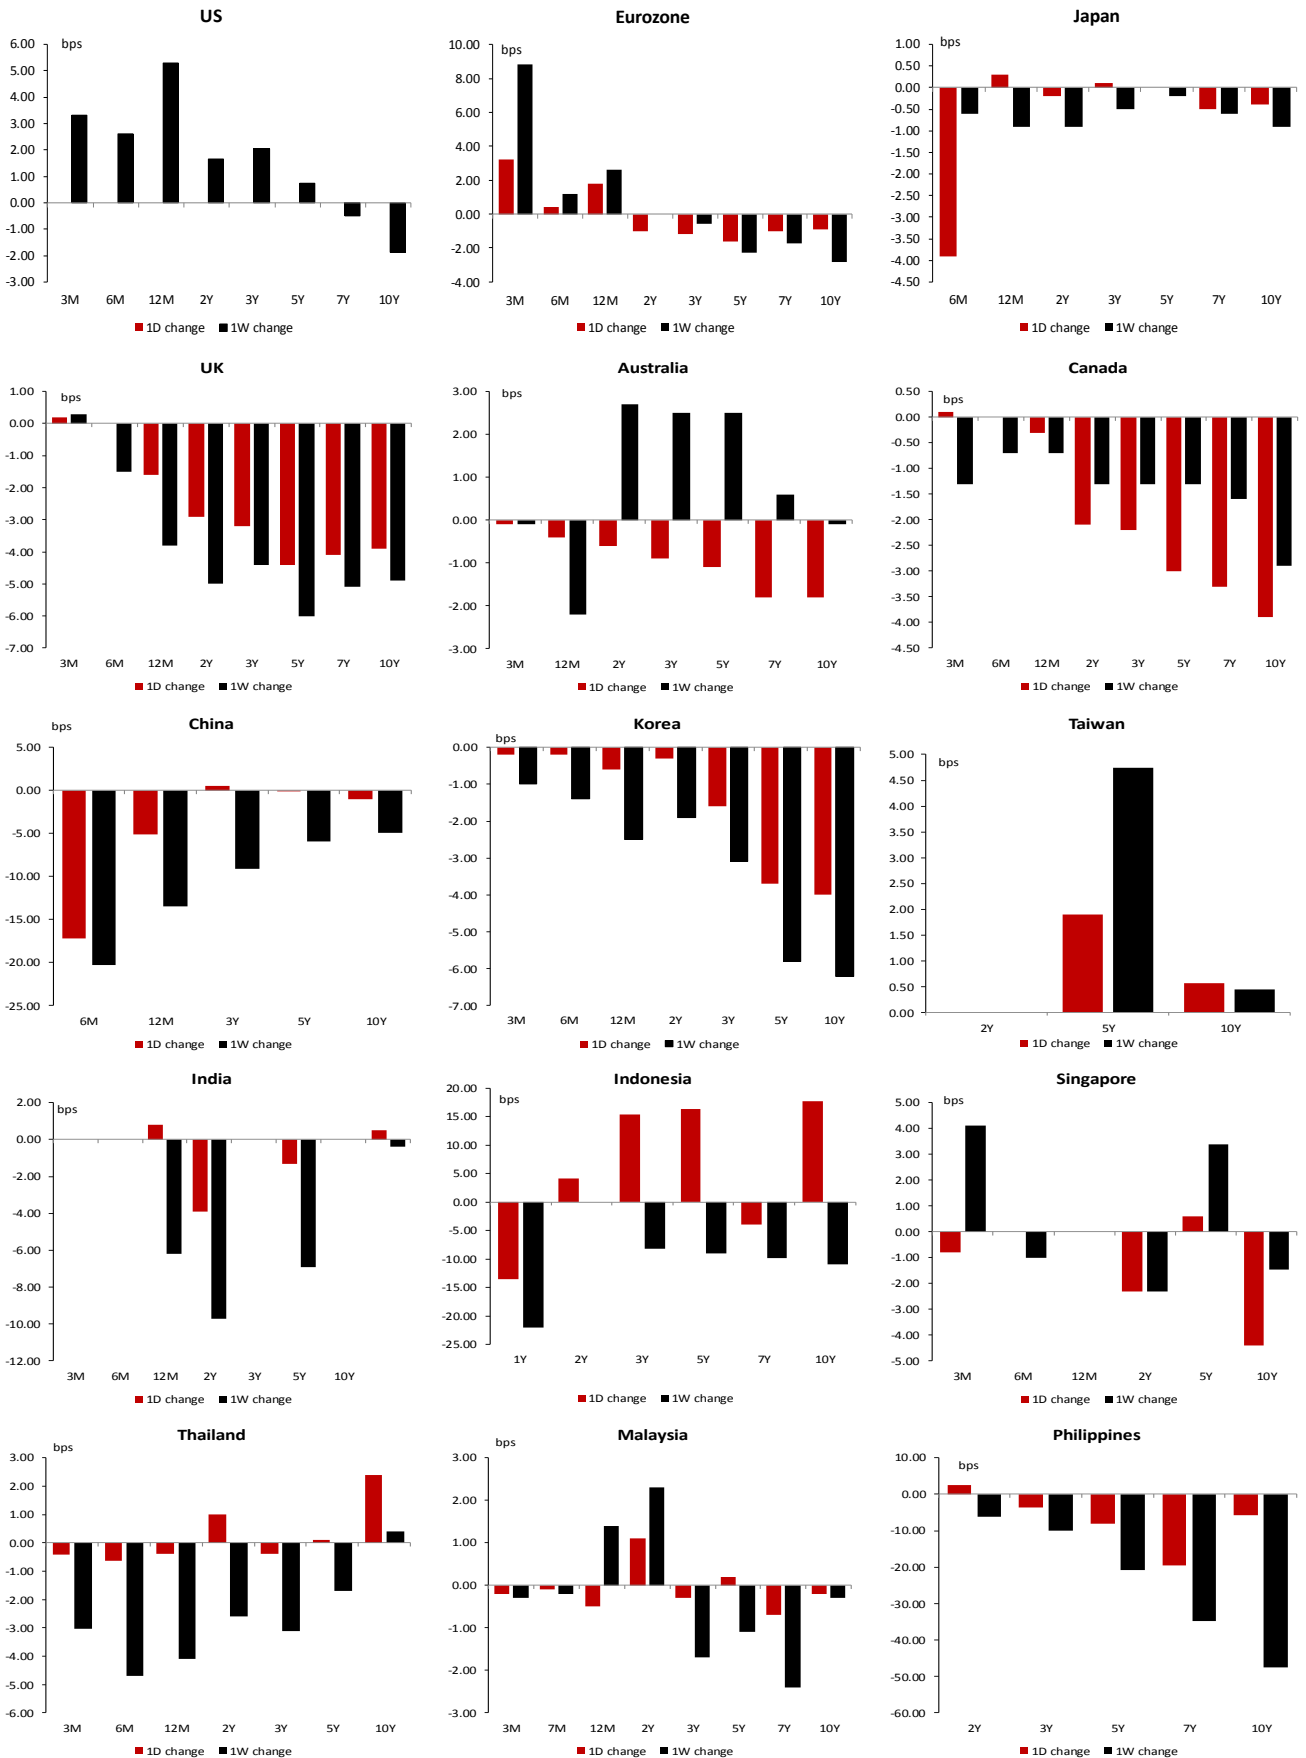 US
bps
6.00
5.00
4.00
3.00
2.00
1.00
0.00
-1.00
-2.00
-3.00
3M 6M 12M 2Y 3Y 5Y 7Y 10Y
1D change 1W change
Eurozone
bps
10.00
8.00
6.00
4.00
2.00
0.00
-2.00
-4.00
3M 6M 12M 2Y 3Y 5Y 7Y 10Y
1D change 1W change
Japan
bps
1.00
0.50
0.00
-0.50
-1.00
-1.50
-2.00
-2.50
-3.00
-3.50
-4.00
-4.50
6M 12M 2Y 3Y 5Y 7Y 10Y
1D change 1W change
UK
bps
1.00
0.00
-1.00
-2.00
-3.00
-4.00
-5.00
-6.00
-7.00
3M 6M 12M 2Y 3Y 5Y 7Y 10Y
1D change 1W change
Australia
bps
3.00
2.00
1.00
0.00
-1.00
-2.00
-3.00
3M 12M 2Y 3Y 5Y 7Y 10Y
1D change 1W change
Canada
bps
0.50
0.00
-0.50
-1.00
-1.50
-2.00
-2.50
-3.00
-3.50
-4.00
-4.50
3M 6M 12M 2Y 3Y 5Y 7Y 10Y
1D change 1W change
China
bps
5.00
0.00
-5.00
-10.00
-15.00
-20.00
-25.00
6M 12M 3Y 5Y 10Y
1D change 1W change
Korea
bps
0.00
-1.00
-2.00
-3.00
-4.00
-5.00
-6.00
-7.00
3M 6M 12M 2Y 3Y 5Y 10Y
1D change 1W change
Taiwan
bps
5.00
4.50
4.00
3.50
3.00
2.50
2.00
1.50
1.00
0.50
0.00
2Y 5Y 10Y
1D change 1W change
India
bps
2.00
0.00
-2.00
-4.00
-6.00
-8.00
-10.00
-12.00
3M 6M 12M 2Y 3Y 5Y 10Y
1D change 1W change
Indonesia
bps
20.00
15.00
10.00
5.00
0.00
-5.00
-10.00
-15.00
-20.00
-25.00
1Y 2Y 3Y 5Y 7Y 10Y
1D change 1W change
Singapore
bps
5.00
4.00
3.00
2.00
1.00
0.00
-1.00
-2.00
-3.00
-4.00
-5.00
3M 6M 12M 2Y 5Y 10Y
1D change 1W change
Thailand
bps
3.00
2.00
1.00
0.00
-1.00
-2.00
-3.00
-4.00
-5.00
-6.00
3M 6M 12M 2Y 3Y 5Y 10Y
1D change 1W change
Malaysia
bps
3.00
2.00
1.00
0.00
-1.00
-2.00
-3.00
3M 7M 12M 2Y 3Y 5Y 7Y 10Y
1D change 1W change
Philippines
bps
10.00
0.00
-10.00
-20.00
-30.00
-40.00
-50.00
-60.00
2Y 3Y 5Y 7Y 10Y
1D change 1W change